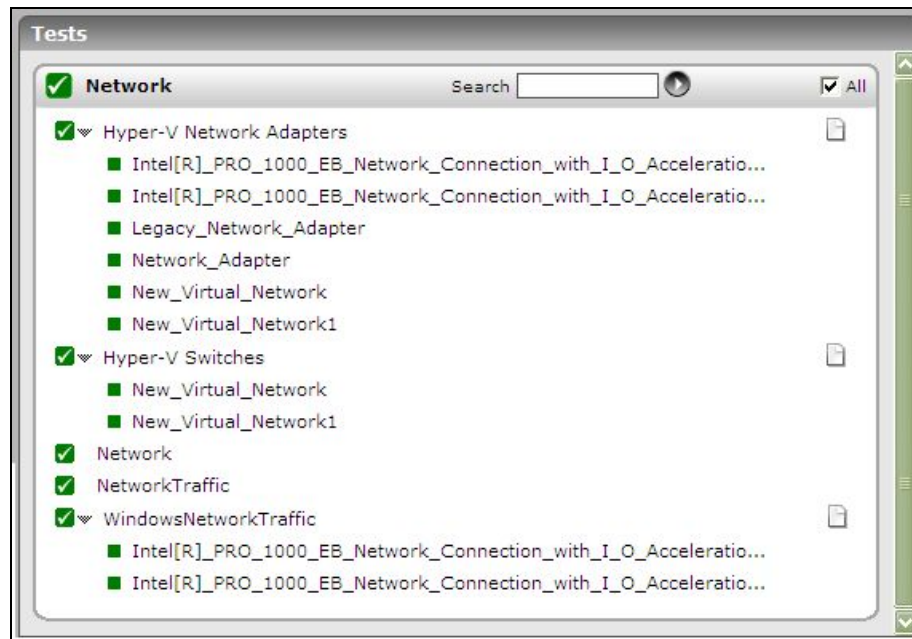 Tests
Network Search All
Hyper-V Network Adapters
Intel[R]_PRO_1000_EB_Network_Connection_with_I_O_Acceleratio...
Intel[R]_PRO_1000_EB_Network_Connection_with_I_O_Acceleratio...
Legacy_Network_Adapter
Network_Adapter
New_Virtual_Network
New_Virtual_Network1
Hyper-V Switches
New_Virtual_Network
New_Virtual_Network1
Network
NetworkTraffic
WindowsNetworkTraffic
Intel[R]_PRO_1000_EB_Network_Connection_with_I_O_Acceleratio...
Intel[R]_PRO_1000_EB_Network_Connection_with_I_O_Acceleratio...